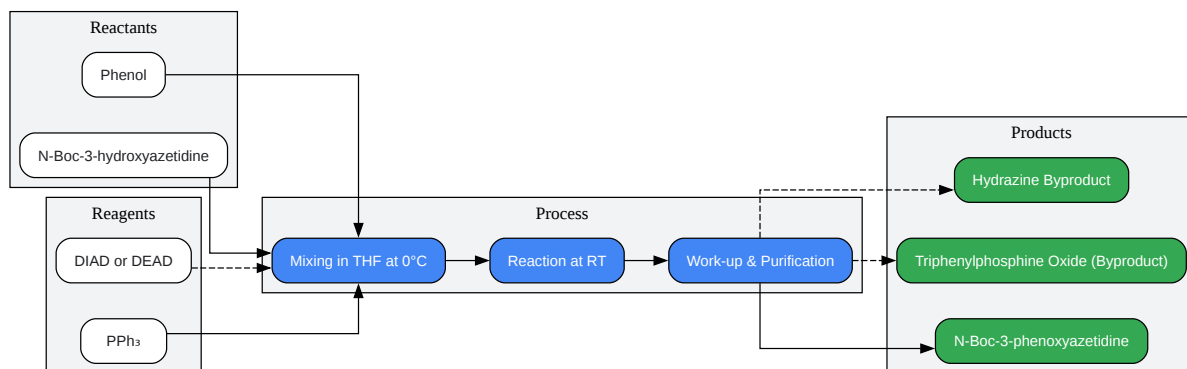 Reactants
Phenol
N-Boc-3-hydroxyazetidine
Reagents
DIAD or DEAD
PPh₃
Process
Mixing in THF at 0°C
Reaction at RT
Work-up & Purification
Products
Hydrazine Byproduct
Triphenylphosphine Oxide (Byproduct)
N-Boc-3-phenoxyazetidine